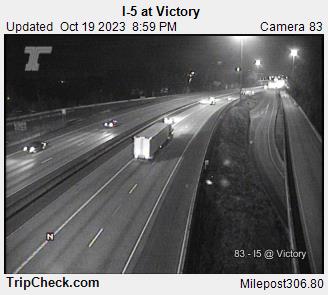 I-5 at Victory
Updated Oct 19 2023 8:59 PM Camera 83
T
N
83 - I5 @ Victory
TripCheck.com Milepost306.80